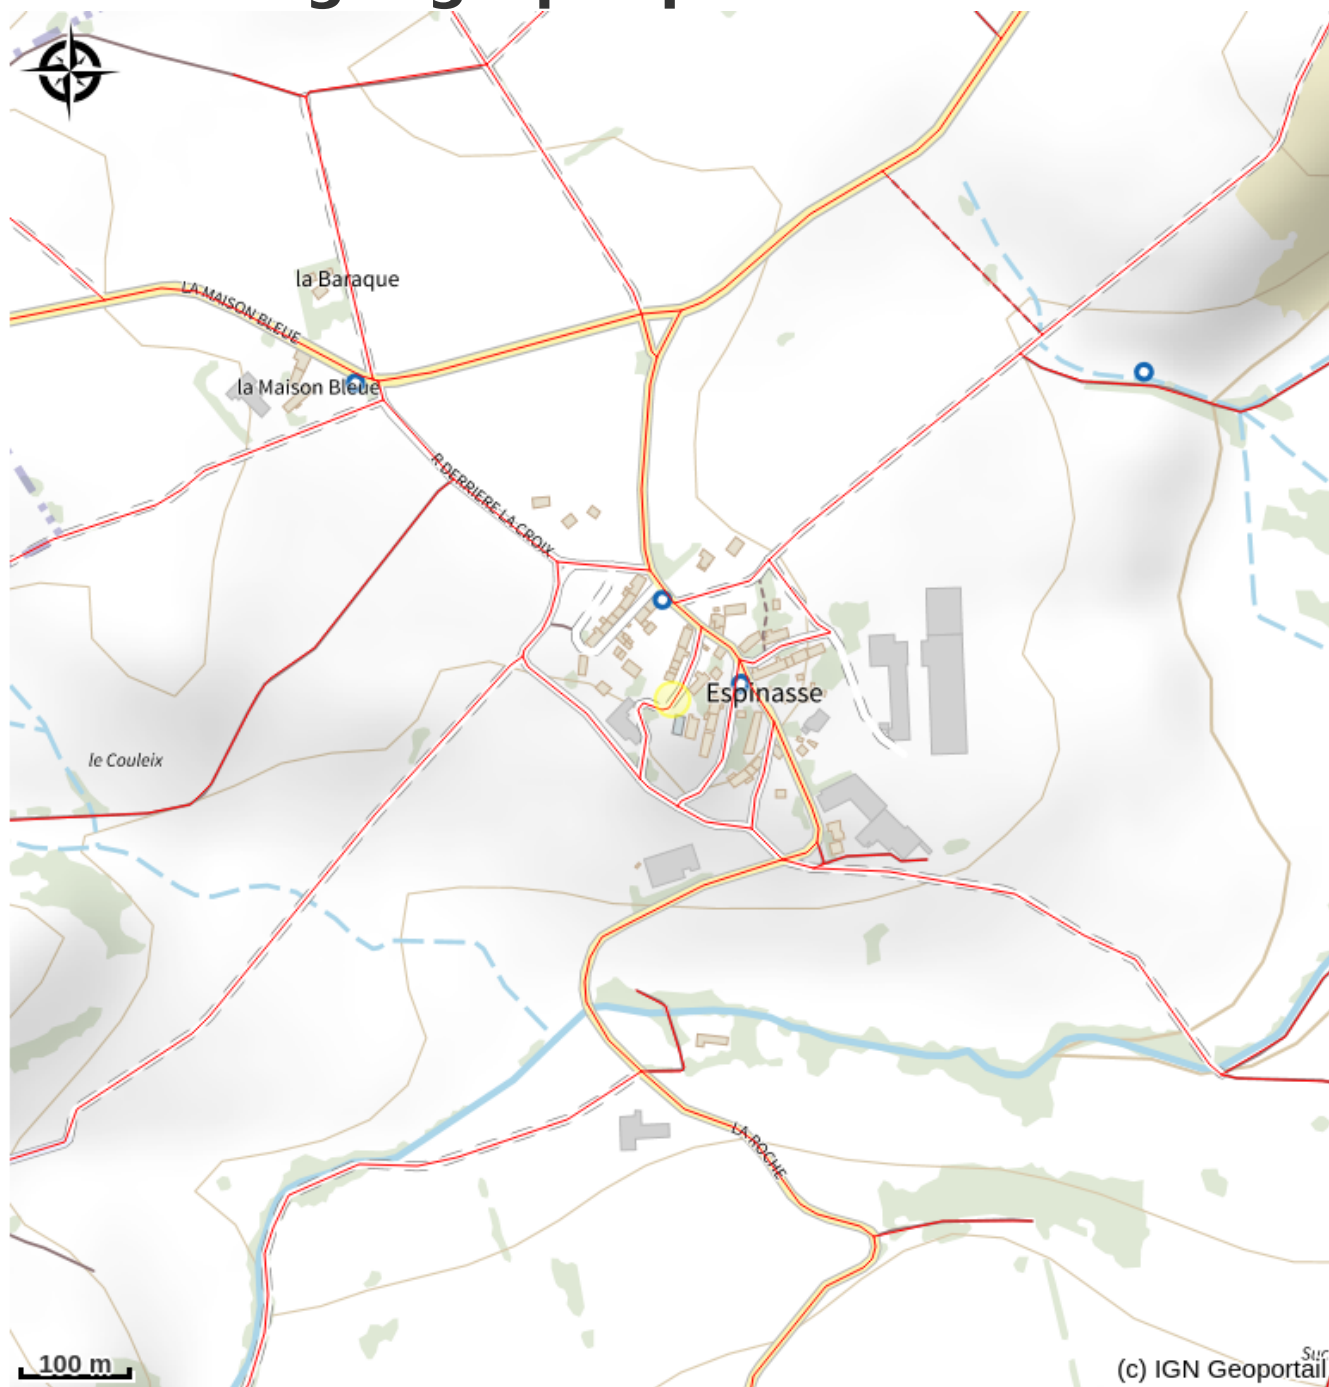 la Baraque
LA MAISON BLEUE
la Maison Bleue
R DERRIERE LA CROIX
Espinasse
le Couleix
LA ROCHE
100 m
Suc
(c) IGN Geoportail